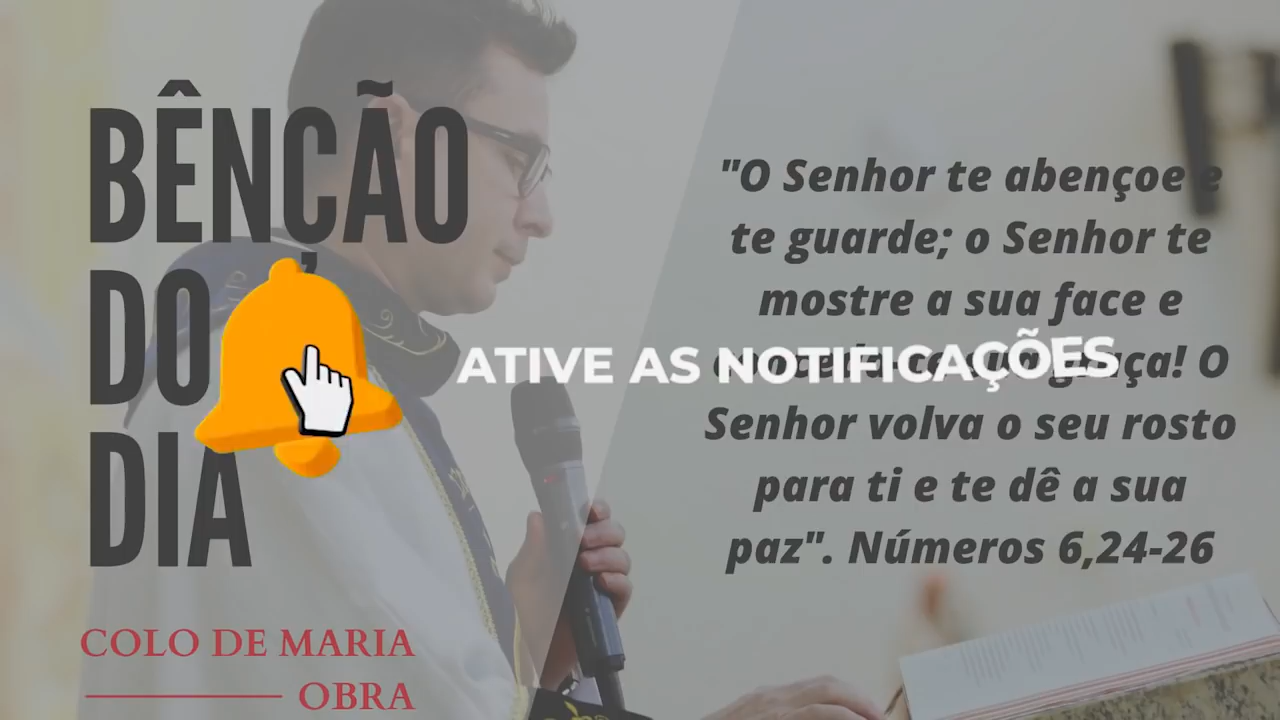 BÊNÇÃO
DO
DIA
COLO DE MARIA
OBRA
"O Senhor te abençoe e
te guarde; o Senhor te
mostre a sua face e
graça! O
Senhor volva o seu rosto
para ti e te dê a sua
paz". Números 6,24-26
ATIVE AS NOTIFICAÇÕES